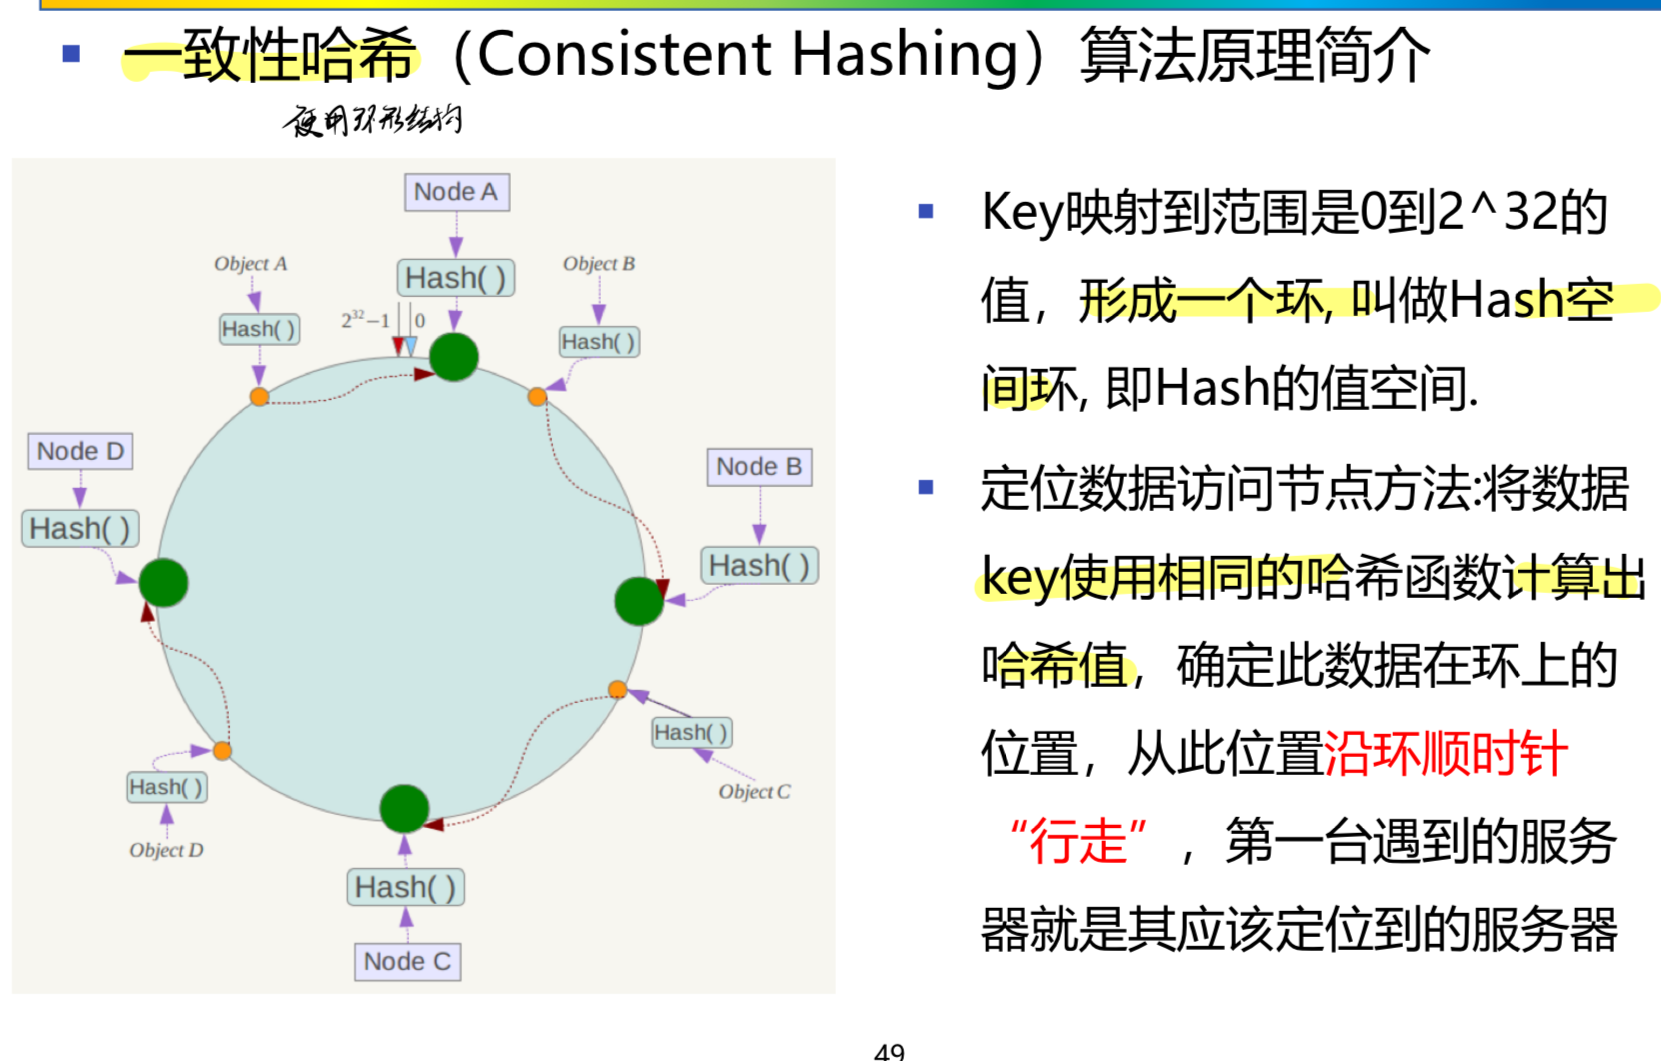 一致性哈希（Consistent Hashing）算法原理简介
使用环形结构
Node A
Hash( )
Object A
Hash( )
Object B
Hash( )
2³²−1
0
Node D
Hash( )
Node B
Hash( )
Hash( )
Object C
Hash( )
Object D
Hash( )
Node C
Key映射到范围是0到2^32的
值，形成一个环, 叫做Hash空
间环, 即Hash的值空间.
定位数据访问节点方法:将数据
key使用相同的哈希函数计算出
哈希值，确定此数据在环上的
位置，从此位置沿环顺时针
“行走”，第一台遇到的服务
器就是其应该定位到的服务器
49